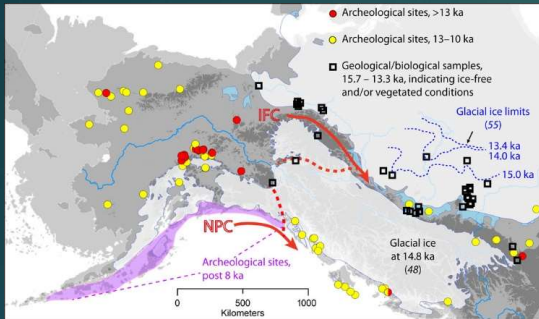 Archeological sites, >13 ka
Archeological sites, 13–10 ka
Geological/biological samples,
15.7 – 13.3 ka, indicating ice-free
and/or vegetated conditions
IFC
Glacial ice limits
(55)
13.4 ka
14.0 ka
15.0 ka
NPC
Glacial ice
at 14.8 ka
(48)
Archeological sites,
post 8 ka
0 500 1000
Kilometers